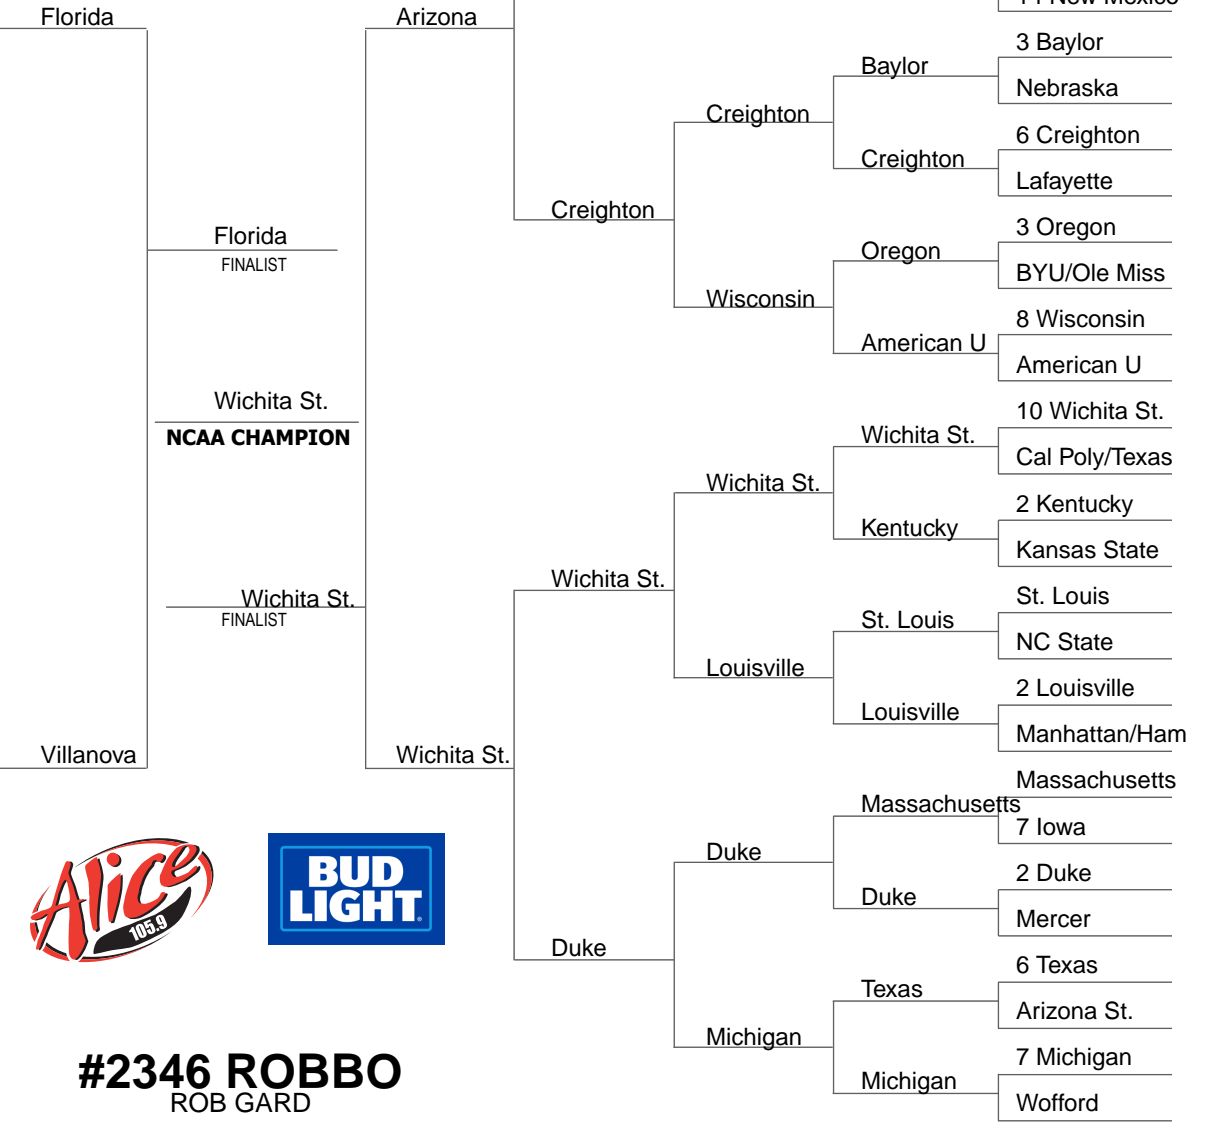 Florida
Arizona
3 Baylor
Baylor
Nebraska
Creighton
6 Creighton
Creighton
Lafayette
Creighton
3 Oregon
Florida
Oregon
FINALIST
BYU/Ole Miss
Wisconsin
8 Wisconsin
American U
American U
Wichita St.
10 Wichita St.
NCAA CHAMPION
Wichita St.
Cal Poly/Texas
Wichita St.
2 Kentucky
Kentucky
Kansas State
Wichita St.
Wichita St.
St. Louis
FINALIST
St. Louis
NC State
Louisville
2 Louisville
Louisville
Manhattan/Ham
Villanova
Wichita St.
Massachusetts
Massachusetts
7 Iowa
Duke
2 Duke
Duke
Mercer
Duke
6 Texas
Texas
Arizona St.
Michigan
7 Michigan
Michigan
Wofford
Alice
105.9
BUD
LIGHT
#2346 ROBBO
ROB GARD